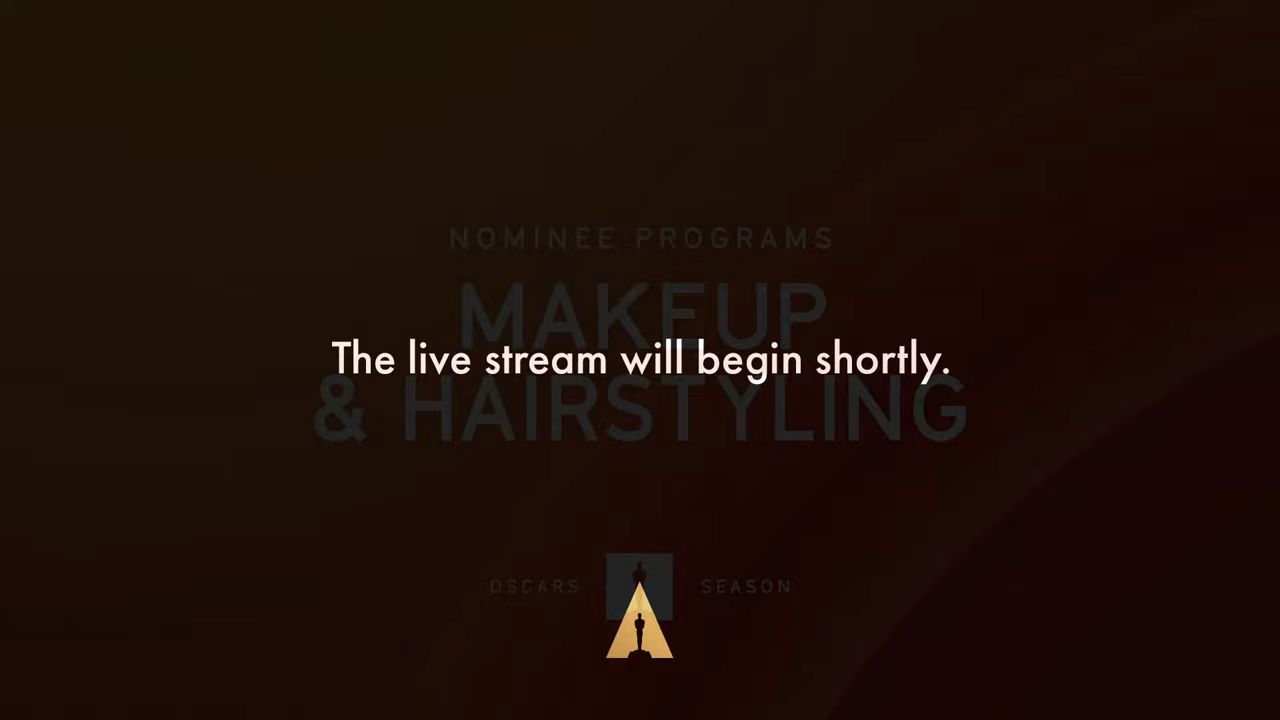 NOMINEE PROGRAMS
MAKEUP
The live stream will begin shortly.
& HAIRSTYLING
OSCARS SEASON